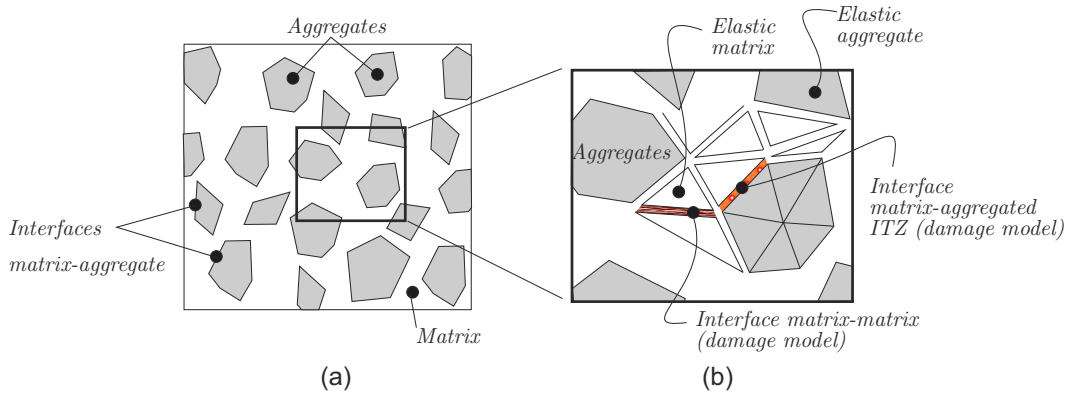 Aggregates
Interfaces
matrix-aggregate
Matrix
(a)
Elastic
matrix
Elastic
aggregate
Aggregates
Interface
matrix-aggregated
ITZ (damage model)
Interface matrix-matrix
(damage model)
(b)